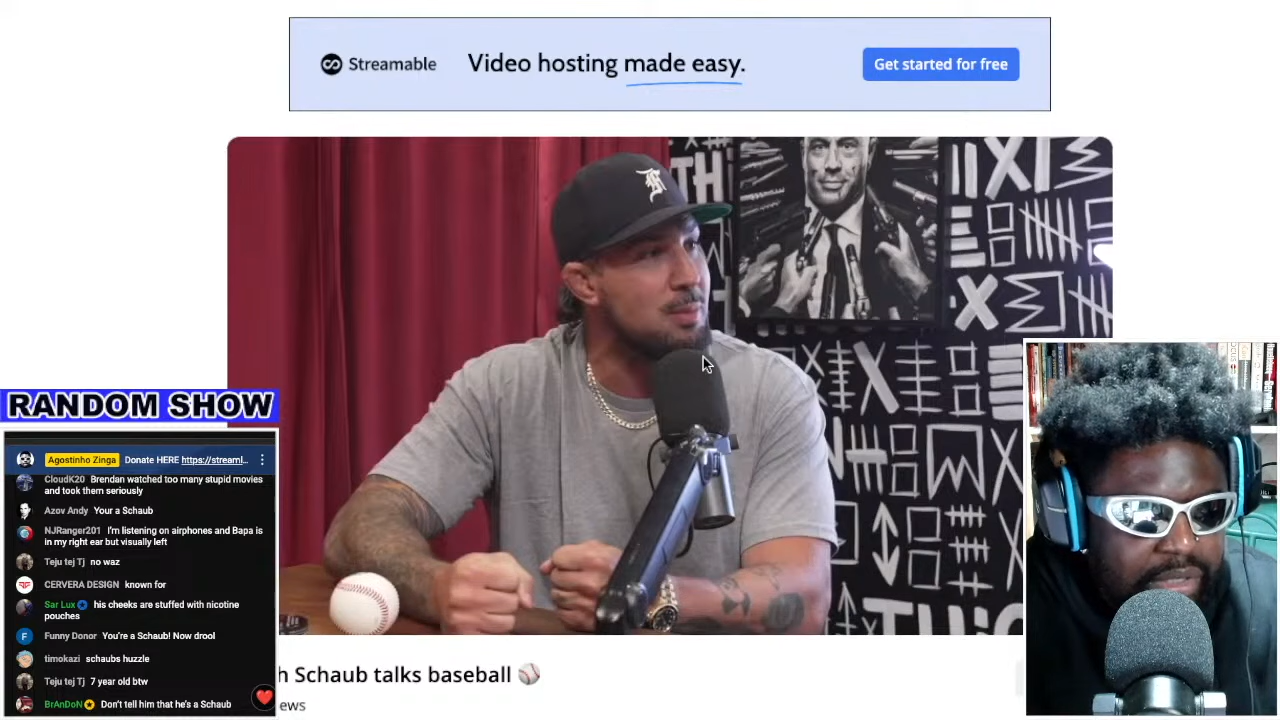 Streamable
Video hosting made easy.
Get started for free
RANDOM SHOW
Agostinho Zinga Donate HERE https://streaml...
CloudK20 Brendan watched too many stupid movies
and took them seriously
Azov Andy Your a Schaub
NJRanger201 I'm listening on airphones and Bapa is
in my right ear but visually left
Teju tej Tj no waz
CERVERA DESIGN known for
Sar Lux his cheeks are stuffed with nicotine
pouches
Funny Donor You're a Schaub! Now drool
timokazi schaubs huzzle
Teju tej Tj 7 year old btw
BrAnDoN Don't tell him that he's a Schaub
h Schaub talks baseball ⚾
ews